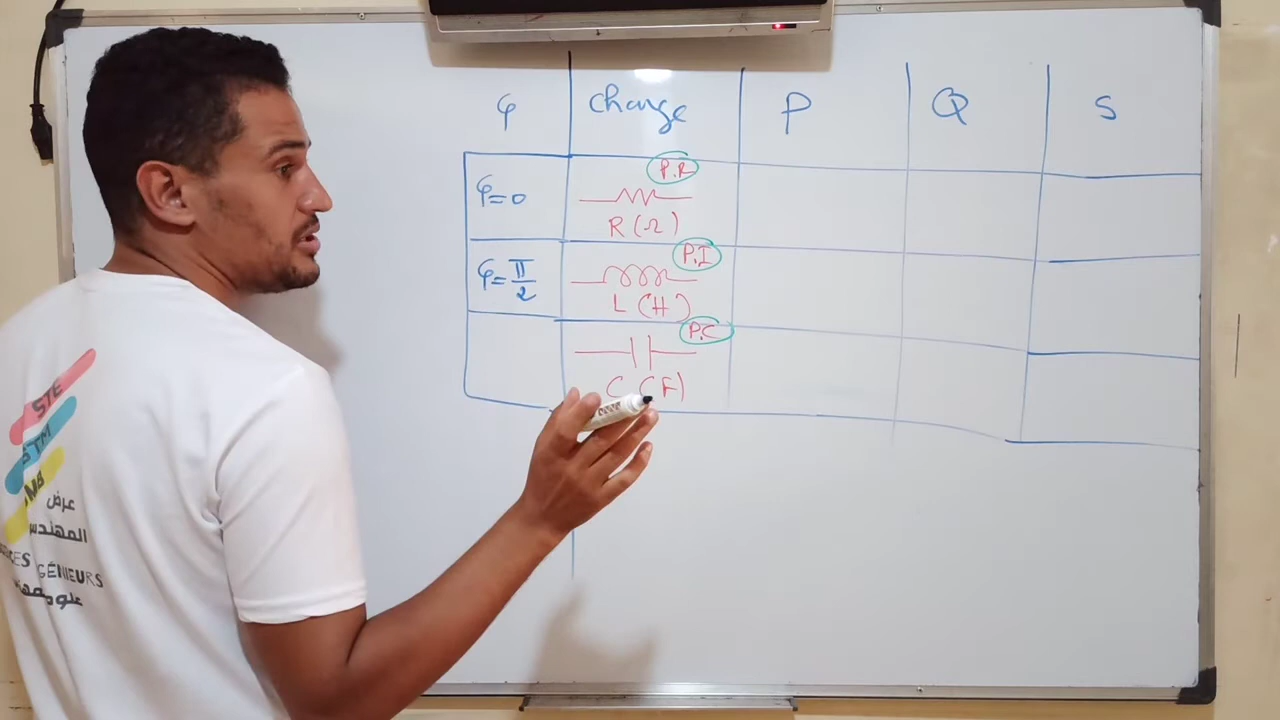 φ charge P Q S
φ=0 P.R
R (Ω)
φ=π/2 P.I
L (H)
P.C
C (F)
STE
STM
عرض
المهندس
GÉNIEURS